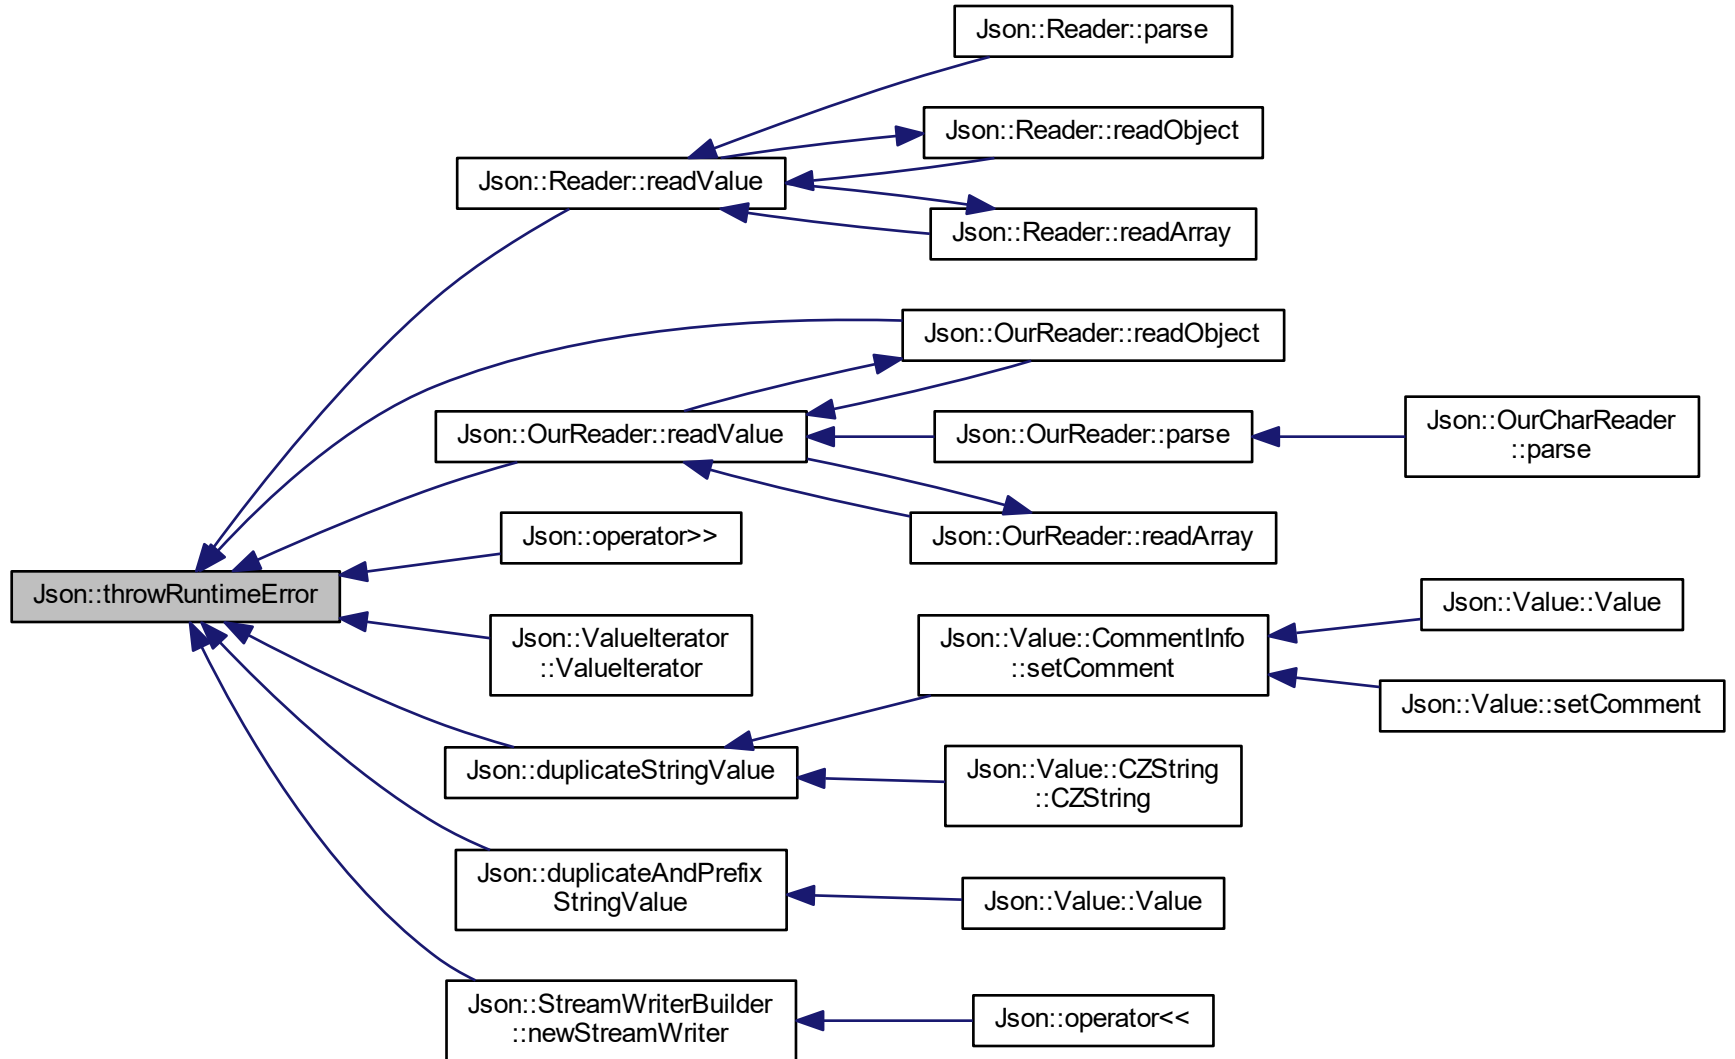 Json::Reader::parse
Json::Reader::readObject
Json::Reader::readValue
Json::Reader::readArray
Json::OurReader::readObject
Json::OurReader::readValue
Json::OurReader::parse
Json::OurCharReader
::parse
Json::operator>>
Json::OurReader::readArray
Json::throwRuntimeError
Json::ValueIterator
::ValueIterator
Json::Value::CommentInfo
::setComment
Json::Value::Value
Json::Value::setComment
Json::duplicateStringValue
Json::Value::CZString
::CZString
Json::duplicateAndPrefix
StringValue
Json::Value::Value
Json::StreamWriterBuilder
::newStreamWriter
Json::operator<<